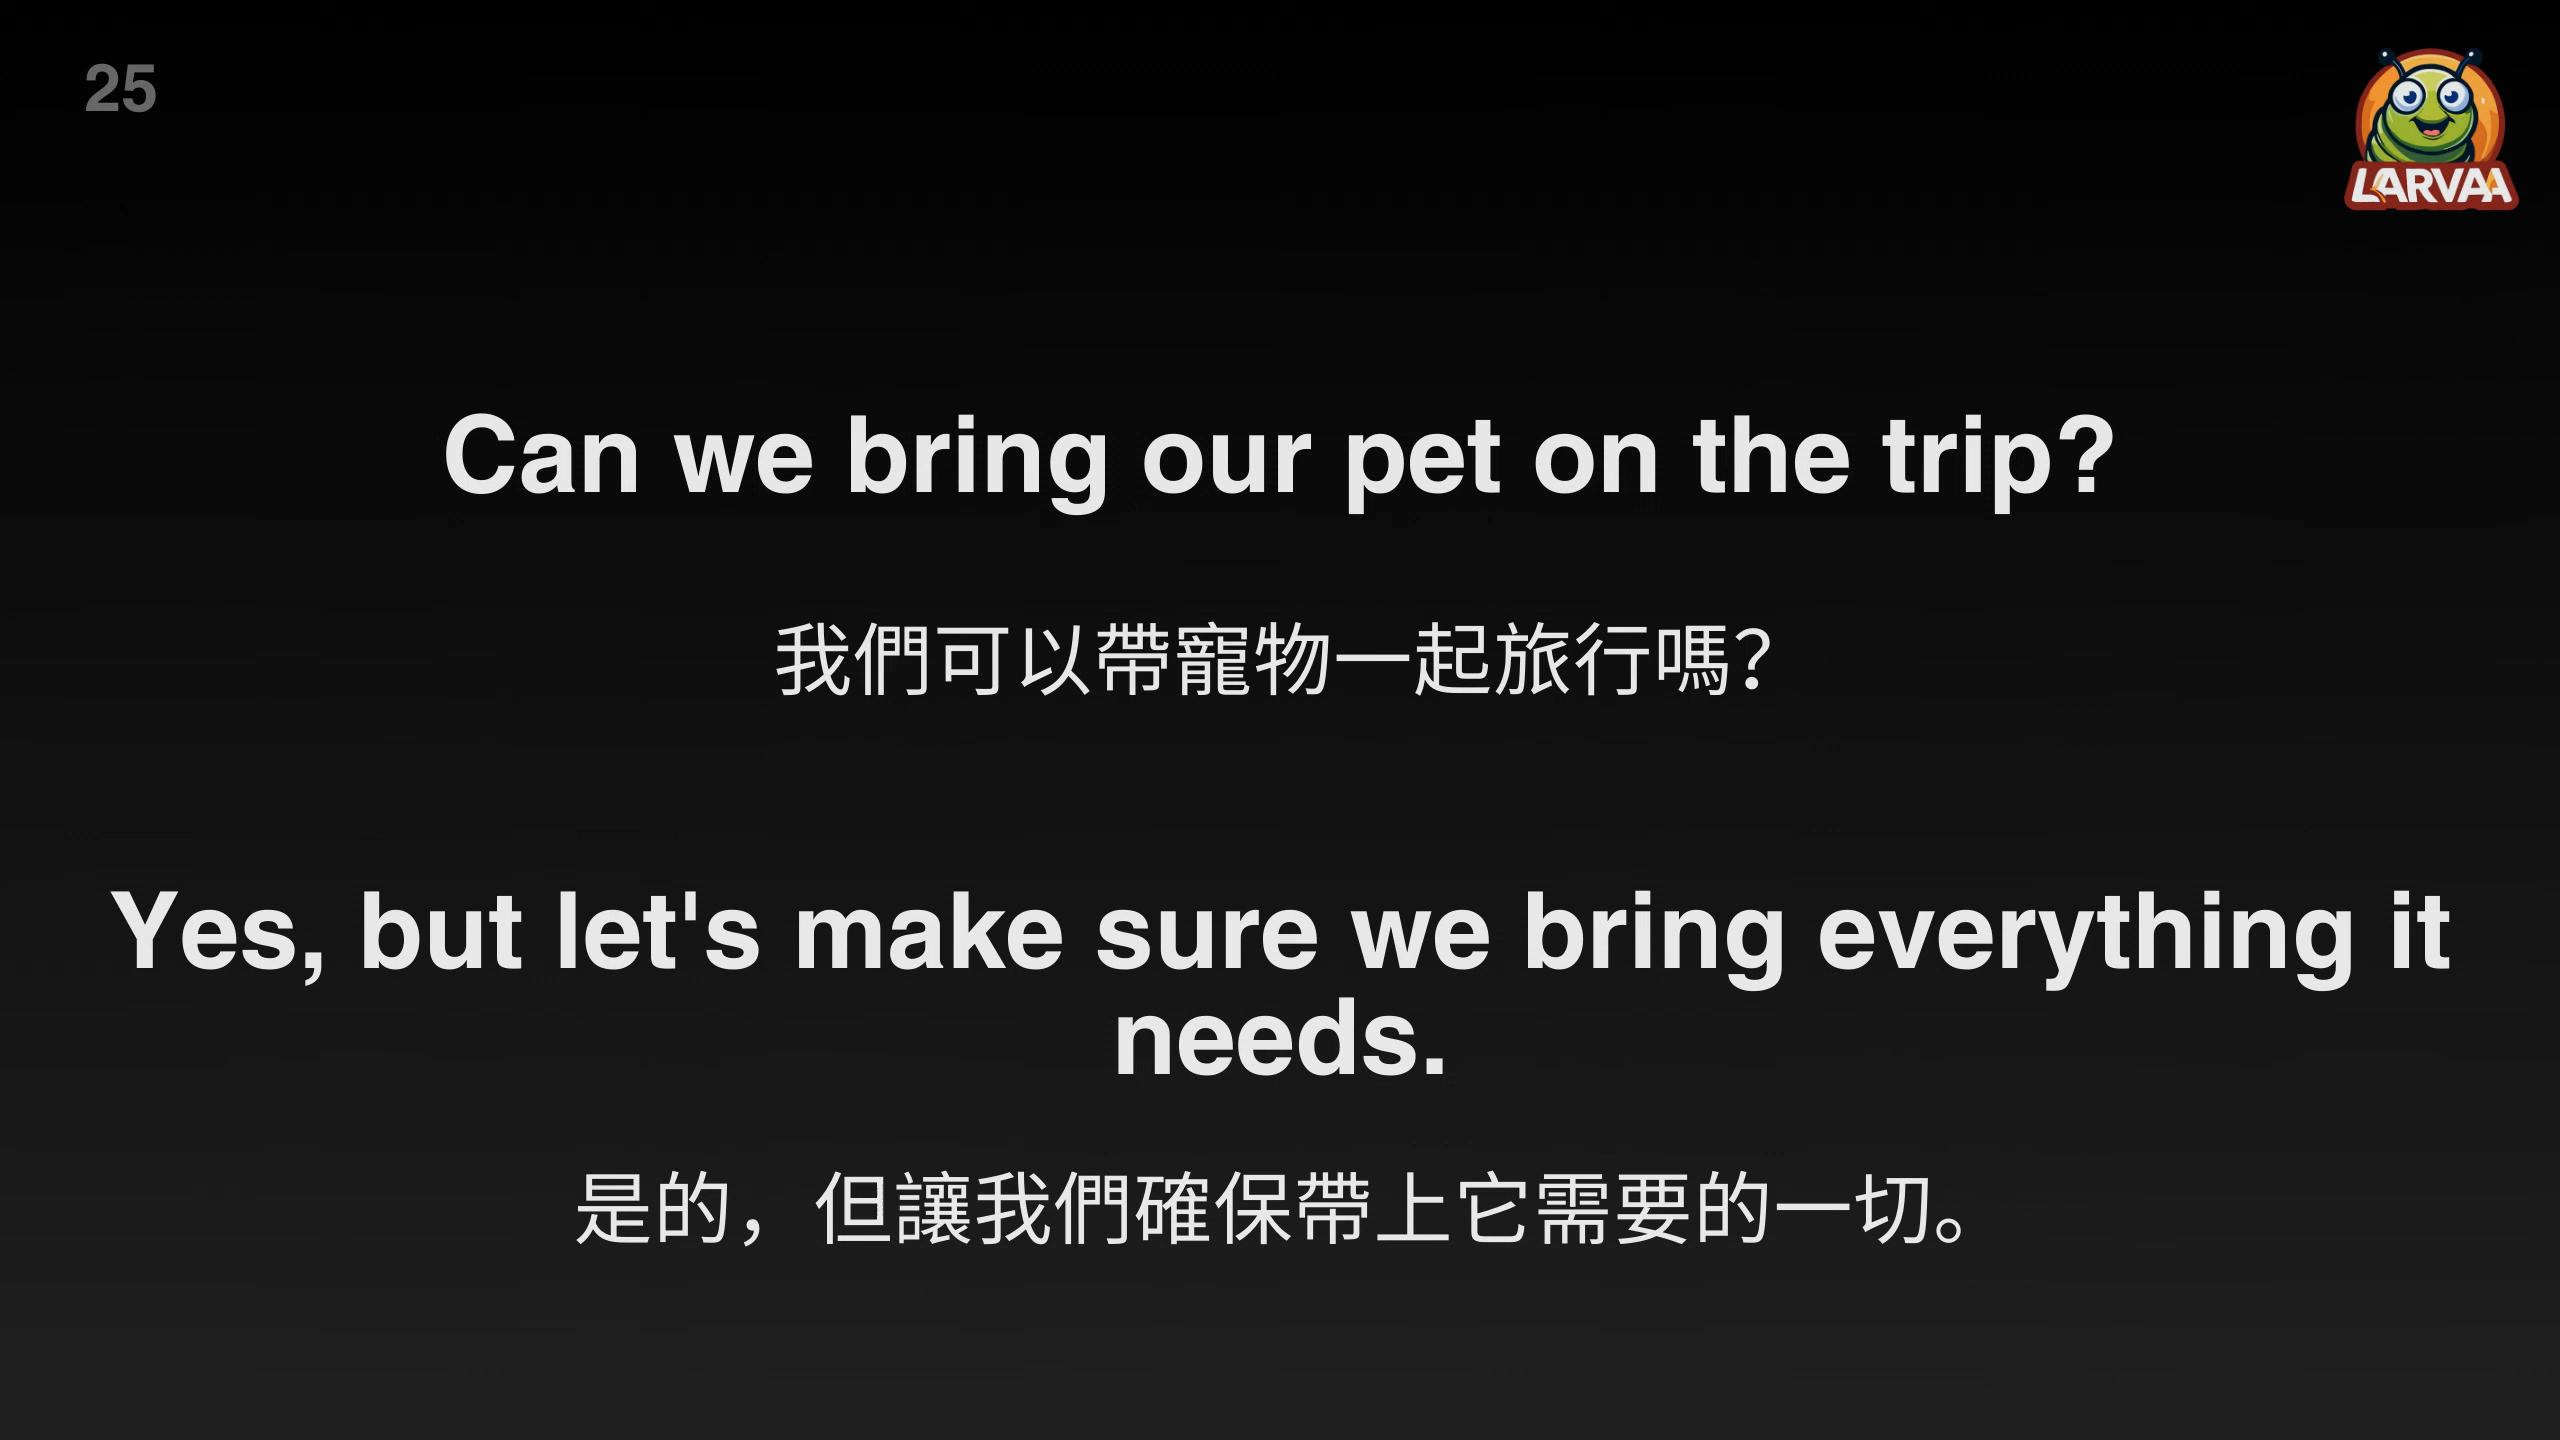 25
LARVAA
Can we bring our pet on the trip?
我們可以帶寵物一起旅行嗎？
Yes, but let's make sure we bring everything it
needs.
是的，但讓我們確保帶上它需要的一切。